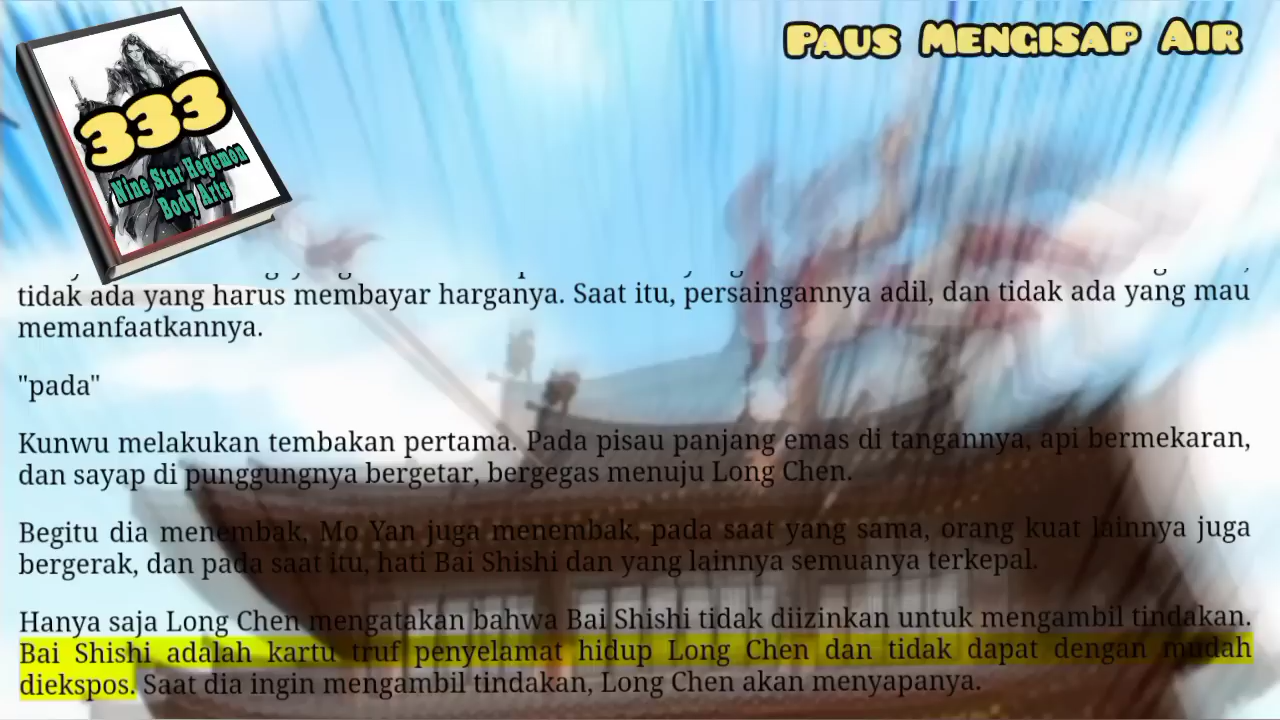 Paus Mengisap Air
333
Nine Star Hegemon
Body Arts
tidak ada yang harus membayar harganya. Saat itu, persaingannya adil, dan tidak ada yang mau
memanfaatkannya.
"pada"
Kunwu melakukan tembakan pertama. Pada pisau panjang emas di tangannya, api bermekaran,
dan sayap di punggungnya bergetar, bergegas menuju Long Chen.
Begitu dia menembak, Mo Yan juga menembak, pada saat yang sama, orang kuat lainnya juga
bergerak, dan pada saat itu, hati Bai Shishi dan yang lainnya semuanya terkepal.
Hanya saja Long Chen mengatakan bahwa Bai Shishi tidak diizinkan untuk mengambil tindakan.
Bai Shishi adalah kartu truf penyelamat hidup Long Chen dan tidak dapat dengan mudah
diekspos. Saat dia ingin mengambil tindakan, Long Chen akan menyapanya.